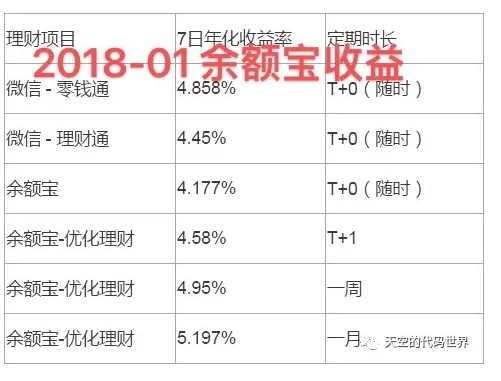 理财项目 7日年化收益率 定期时长
2018-01 余额宝收益
微信 - 零钱通 4.858% T+0（随时）
微信 - 理财通 4.45% T+0（随时）
余额宝 4.177% T+0（随时）
余额宝-优化理财 4.58% T+1
余额宝-优化理财 4.95% 一周
余额宝-优化理财 5.197% 一月
天空的代码世界